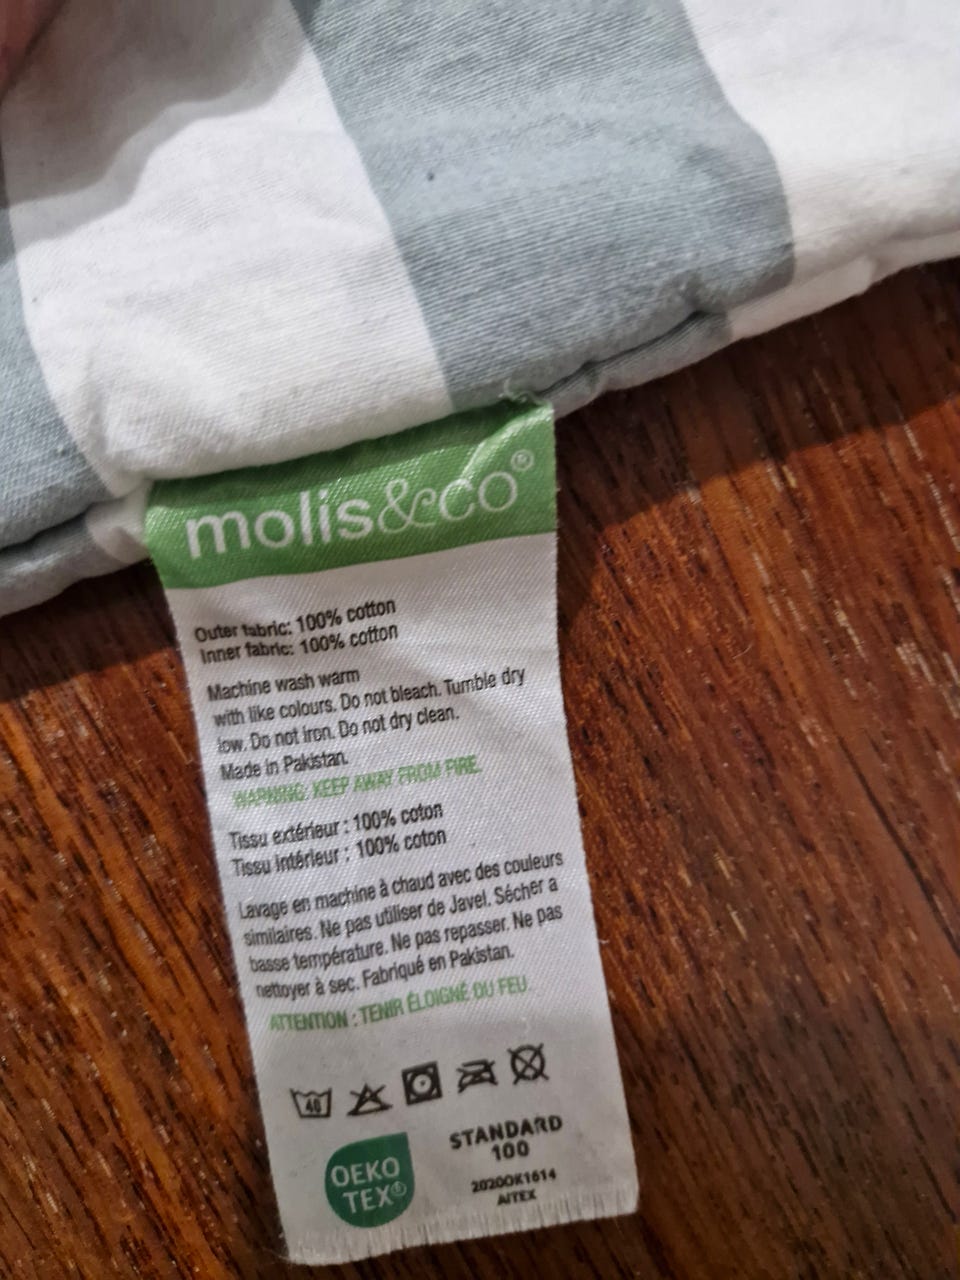 molis&co®
Outer fabric: 100% cotton
Inner fabric: 100% cotton
Machine wash warm
with like colours. Do not bleach. Tumble dry
low. Do not iron. Do not dry clean.
Made in Pakistan.
WARNING: KEEP AWAY FROM FIRE.
Tissu extérieur : 100% coton
Tissu intérieur : 100% coton
Lavage en machine à chaud avec des couleurs
similaires. Ne pas utiliser de Javel. Sécher a
basse température. Ne pas repasser. Ne pas
nettoyer à sec. Fabriqué en Pakistan.
ATTENTION : TENIR ÉLOIGNÉ DU FEU.
40
OEKO
TEX®
STANDARD
100
2020OK1614
AITEX